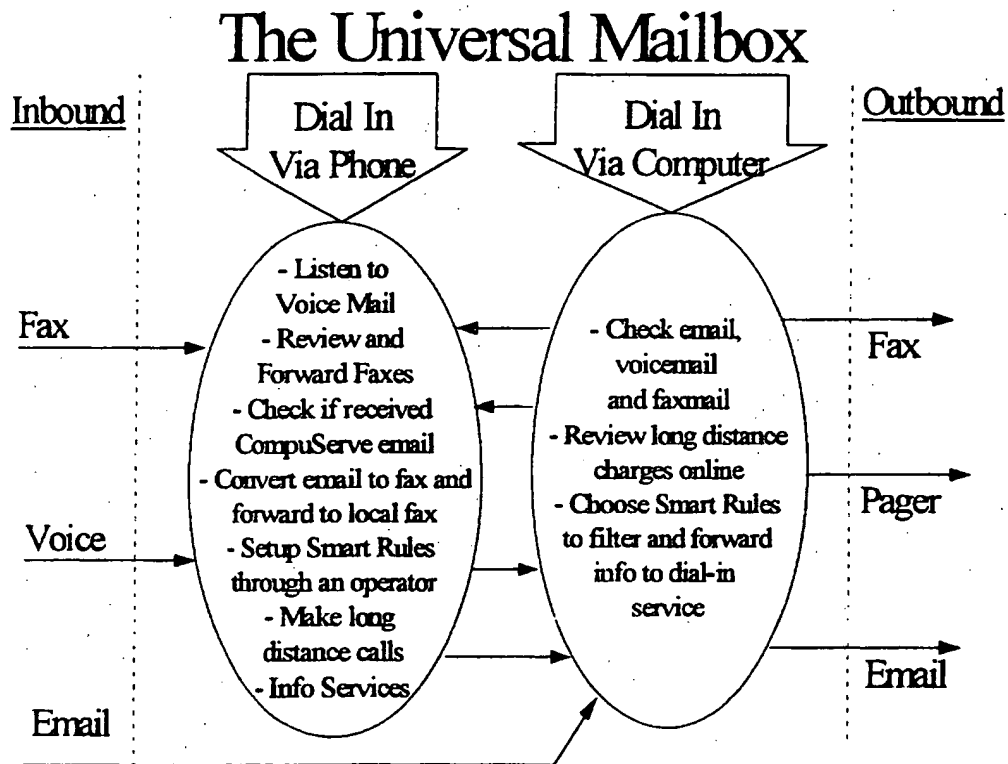 The Universal Mailbox
Inbound
Dial In
Via Phone
Dial In
Via Computer
Outbound
Fax
Voice
Email
- Listen to
Voice Mail
- Review and
Forward Faxes
- Check if received
CompuServe email
- Convert email to fax and
forward to local fax
- Setup Smart Rules
through an operator
- Make long
distance calls
- Info Services
- Check email,
voicemail
and faxmail
- Review long distance
charges online
- Choose Smart Rules
to filter and forward
info to dial-in
service
Fax
Pager
Email